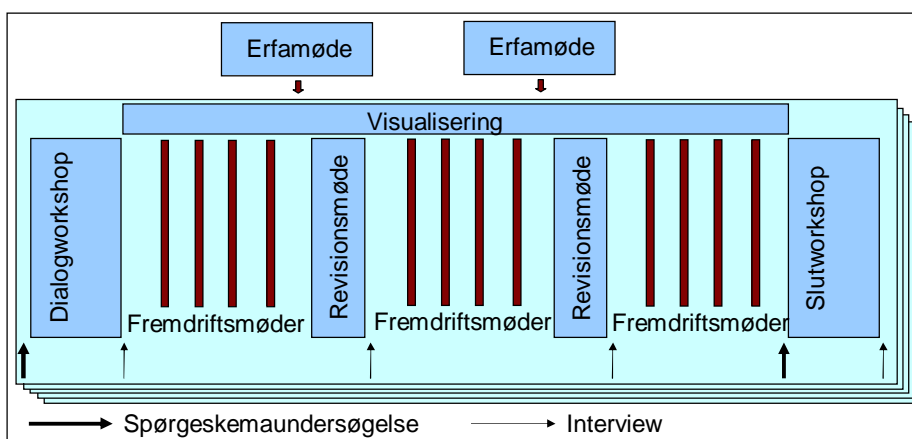 Erfamøde
Erfamøde
Visualisering
Dialogworkshop
Fremdriftsmøder
Revisionsmøde
Fremdriftsmøder
Revisionsmøde
Fremdriftsmøder
Slutworkshop
Spørgeskemaundersøgelse
Interview